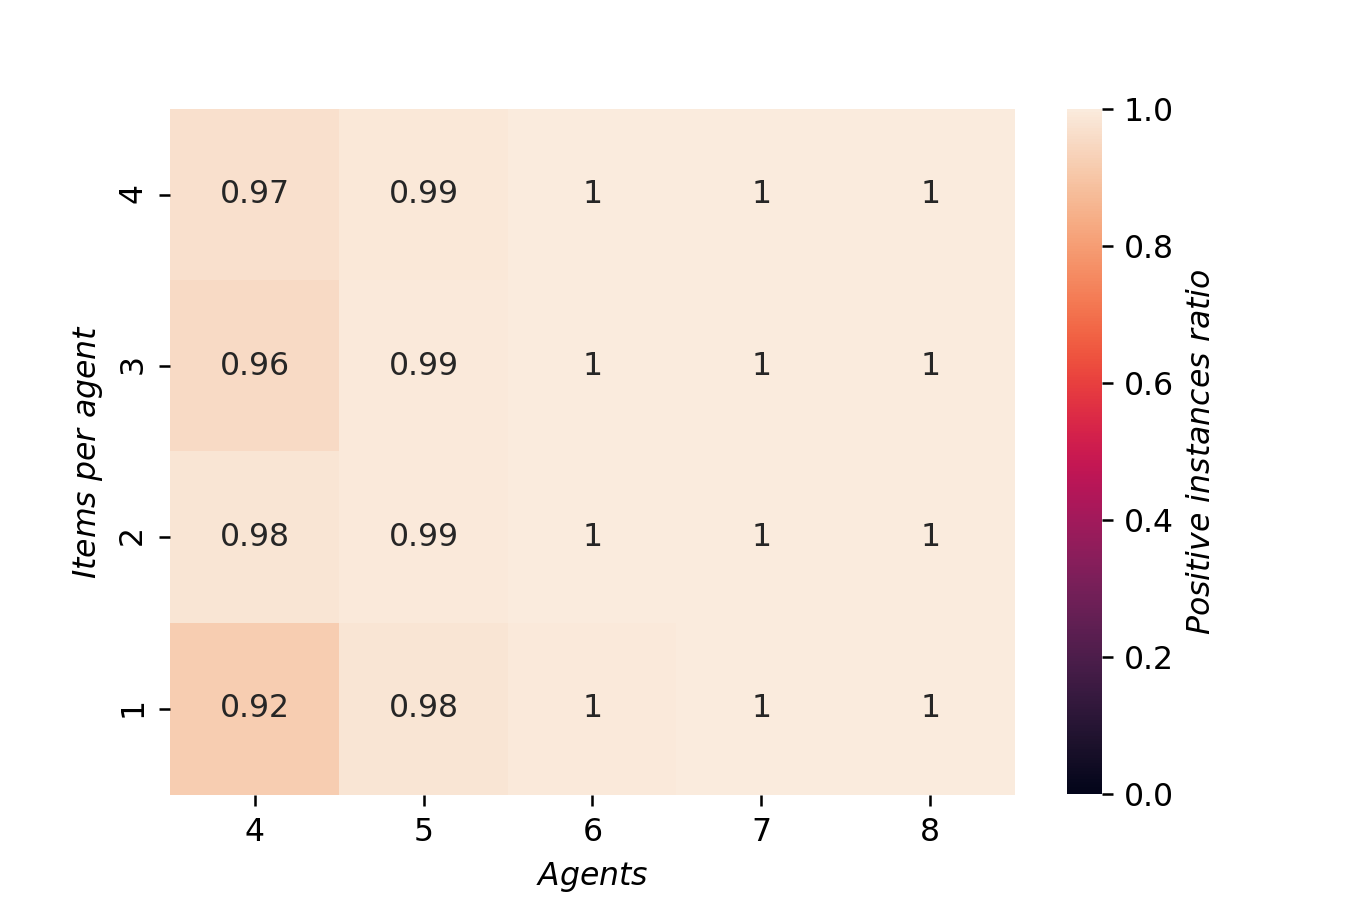 4 0.97 0.99 1 1 1
3 0.96 0.99 1 1 1
2 0.98 0.99 1 1 1
1 0.92 0.98 1 1 1
4 5 6 7 8
Agents
Items per agent
1.0
0.8
0.6
0.4
0.2
0.0
Positive instances ratio